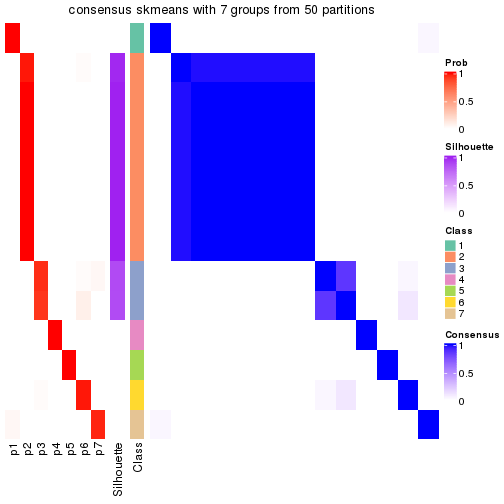 consensus skmeans with 7 groups from 50 partitions
Prob
1
0.5
0
Silhouette
1
0.5
0
Class
1
2
3
4
5
6
7
Consensus
1
0.5
0
p1
p2
p3
p4
p5
p6
p7
Silhouette
Class